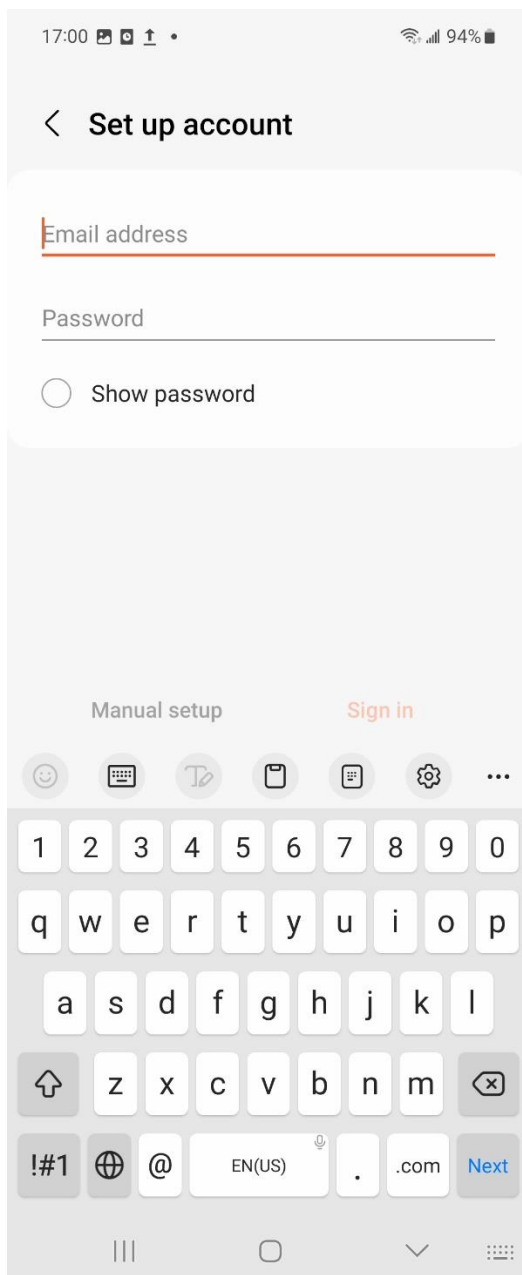 17:00 94%
Set up account
Email address
Password
Show password
Manual setup Sign in
1 2 3 4 5 6 7 8 9 0
q w e r t y u i o p
a s d f g h j k l
z x c v b n m
!#1 @ EN(US) . .com Next